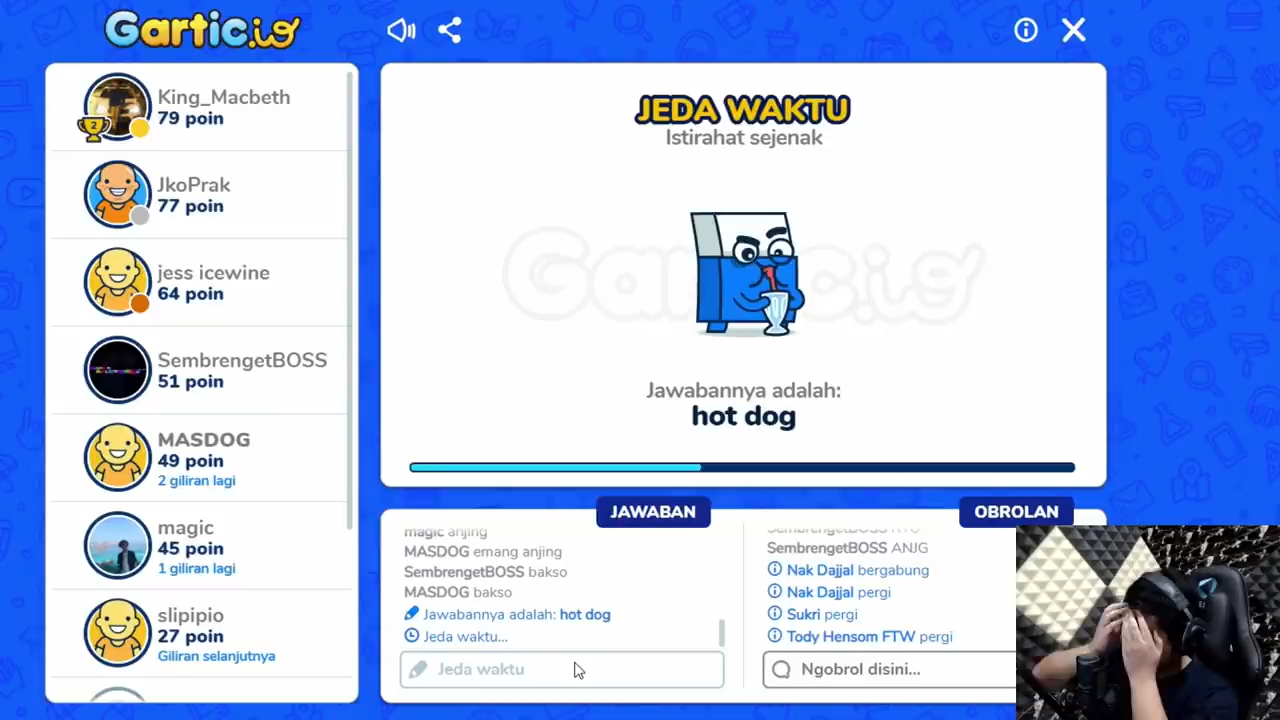 Gartic.io
King_Macbeth
79 poin
2
JkoPrak
77 poin
jess icewine
64 poin
SembrengetBOSS
51 poin
MASDOG
49 poin
2 giliran lagi
magic
45 poin
1 giliran lagi
slipipio
27 poin
Giliran selanjutnya
JEDA WAKTU
Istirahat sejenak
Jawabannya adalah:
hot dog
JAWABAN
magic anjing
MASDOG emang anjing
SembrengetBOSS bakso
MASDOG bakso
Jawabannya adalah: hot dog
Jeda waktu...
Jeda waktu
OBROLAN
SembrengetBOSS
SembrengetBOSS ANJG
Nak Dajjal bergabung
Nak Dajjal pergi
Sukri pergi
Tody Hensom FTW pergi
Ngobrol disini...